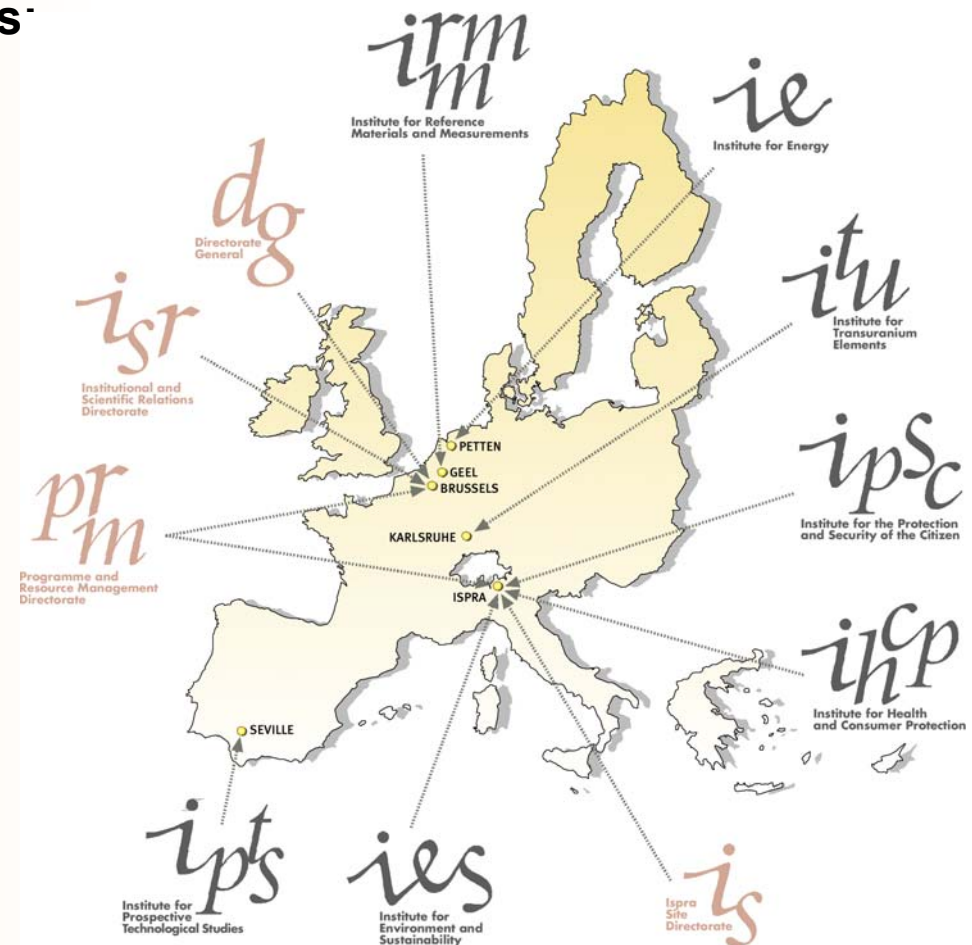 s
irm
m
Institute for Reference
Materials and Measurements
ie
Institute for Energy
dg
Directorate
General
isr
Institutional and
Scientific Relations
Directorate
itu
Institute for
Transuranium
Elements
PETTEN
GEEL
BRUSSELS
KARLSRUHE
ISPRA
SEVILLE
prm
Programme and
Resource Management
Directorate
ipsc
Institute for the Protection
and Security of the Citizen
ihcp
Institute for Health
and Consumer Protection
ipts
Institute for
Prospective
Technological Studies
ies
Institute for
Environment and
Sustainability
is
Ispra
Site
Directorate